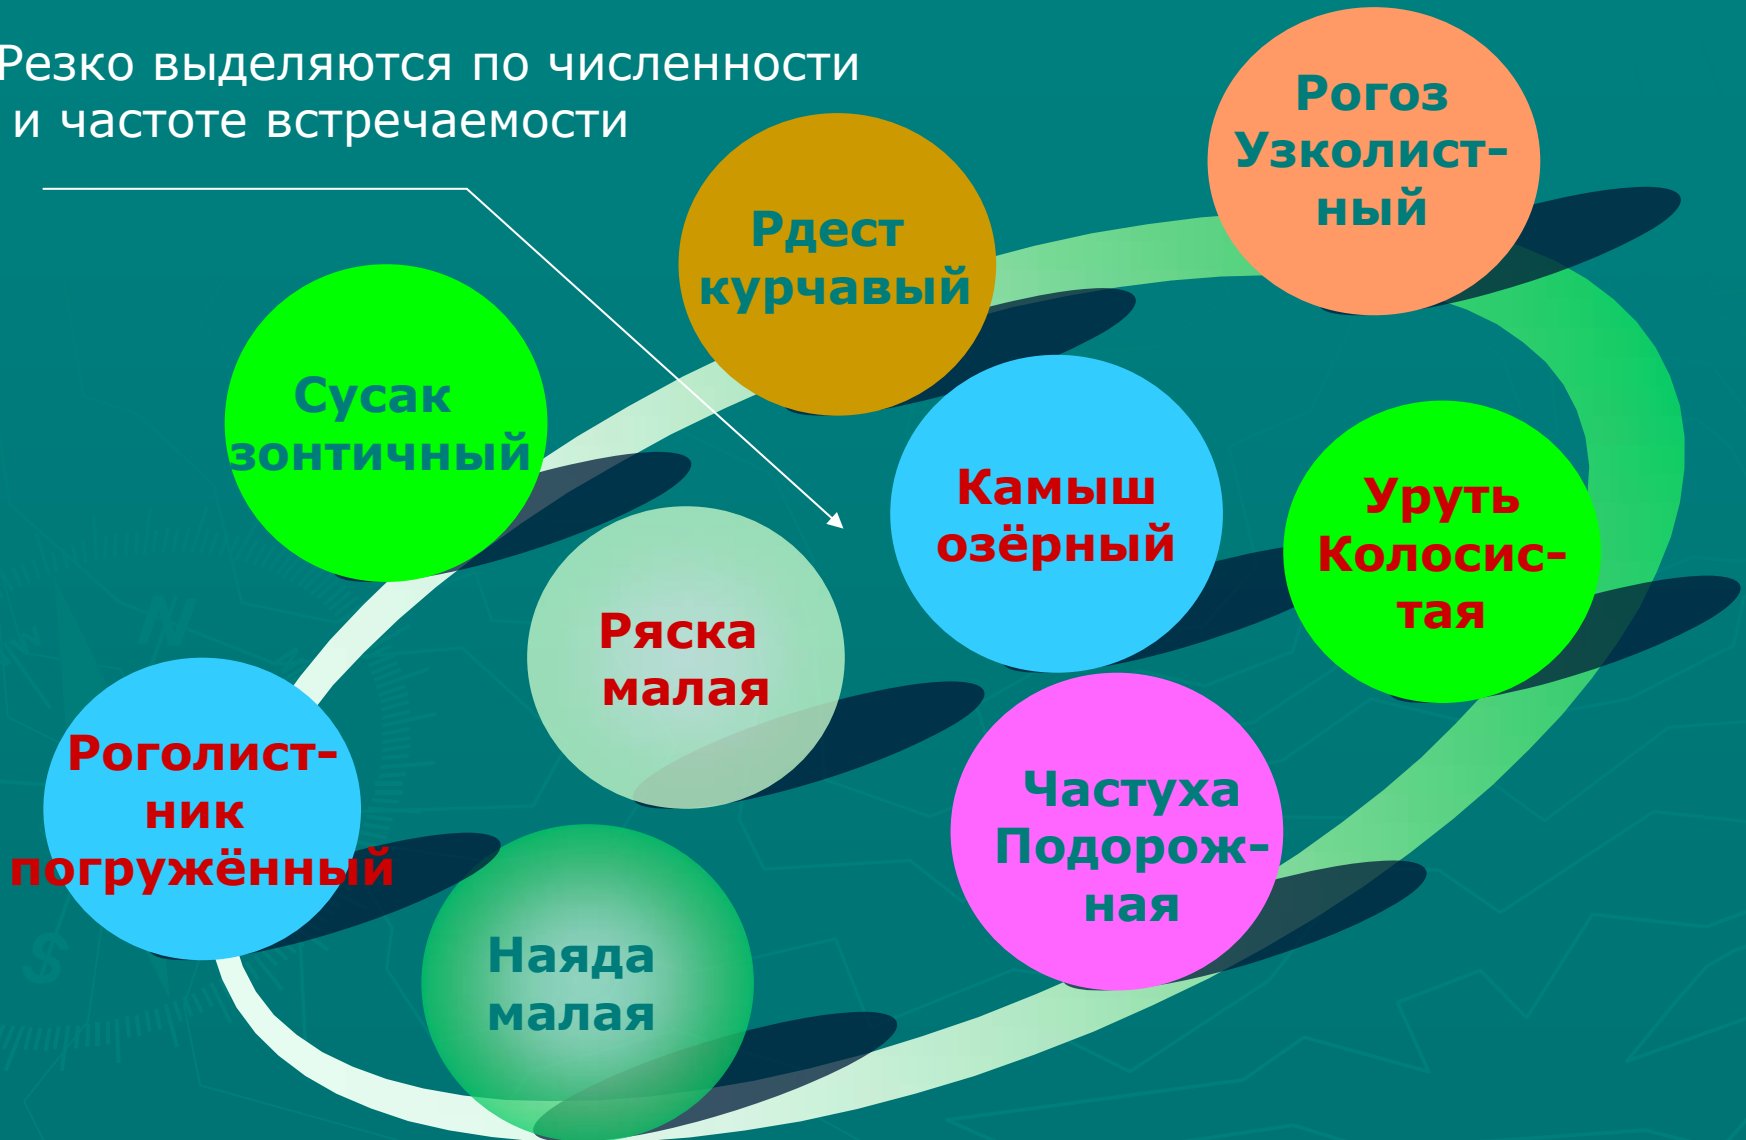 Резко выделяются по численности
и частоте встречаемости
Рогоз
Узколист-
ный
Рдест
курчавый
Сусак
зонтичный
Камыш
озёрный
Уруть
Колосис-
тая
Ряска
малая
Роголист-
ник
погружённый
Частуха
Подорож-
ная
Наяда
малая
N
$